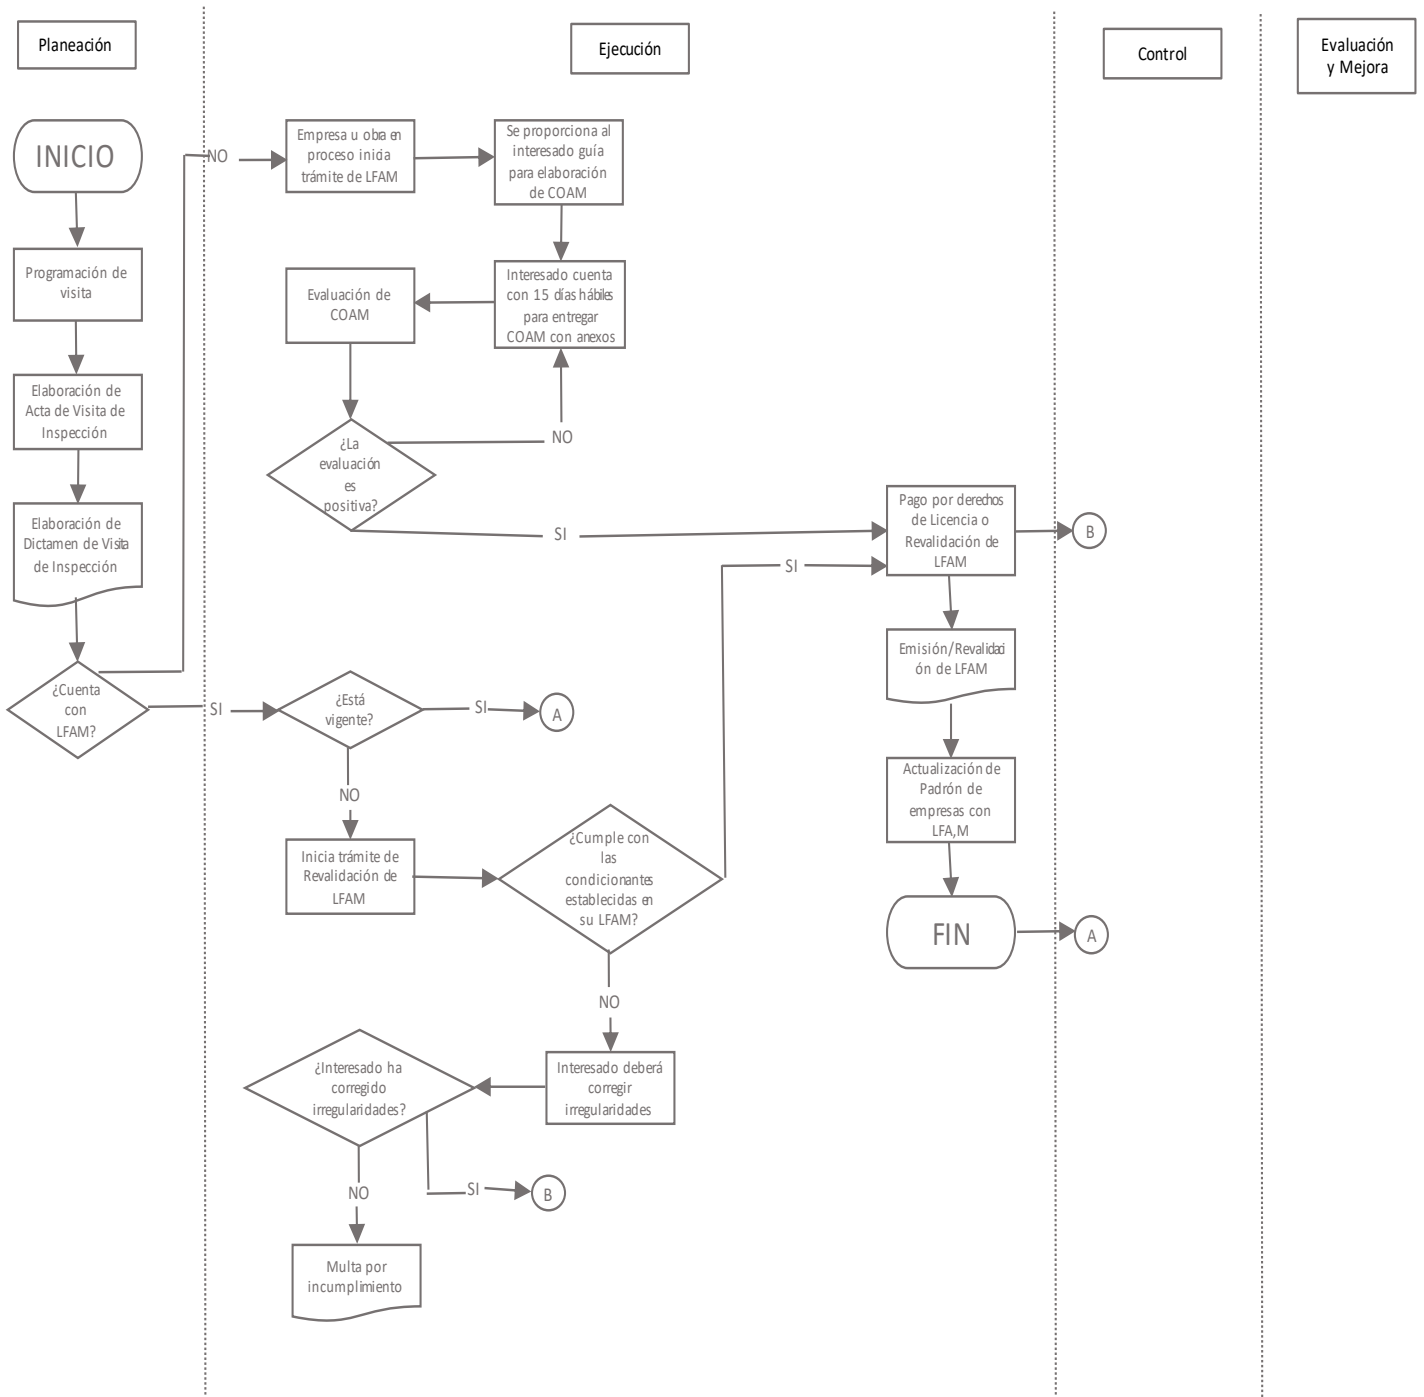 Planeación
Ejecución
Control
Evaluación
y Mejora
INICIO
Programación de
visita
Elaboración de
Acta de Visita de
Inspección
Elaboración de
Dictamen de Visita
de Inspección
¿Cuenta
con
LFAM?
NO
Empresa u obra en
proceso inicia
trámite de LFAM
Se proporciona al
interesado guía
para elaboración
de COAM
Interesado cuenta
con 15 días hábiles
para entregar
COAM con anexos
Evaluación de
COAM
¿La
evaluación
es
positiva?
NO
SI
Pago por derechos
de Licencia o
Revalidación de
LFAM
B
SI
Emisión/Revalidaci
ón de LFAM
Actualización de
Padrón de
empresas con
LFA,M
FIN
A
SI
¿Está
vigente?
SI
A
NO
Inicia trámite de
Revalidación de
LFAM
¿Cumple con
las
condicionantes
establecidas en
su LFAM?
NO
Interesado deberá
corregir
irregularidades
¿Interesado ha
corregido
irregularidades?
SI
B
NO
Multa por
incumplimiento